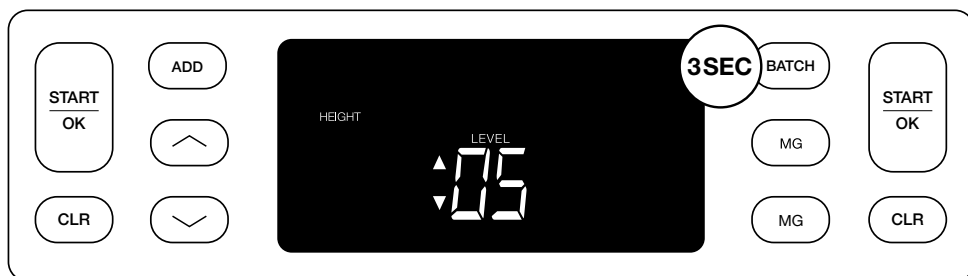 START
OK
CLR
ADD
HEIGHT
LEVEL
05
3SEC
BATCH
MG
MG
START
OK
CLR